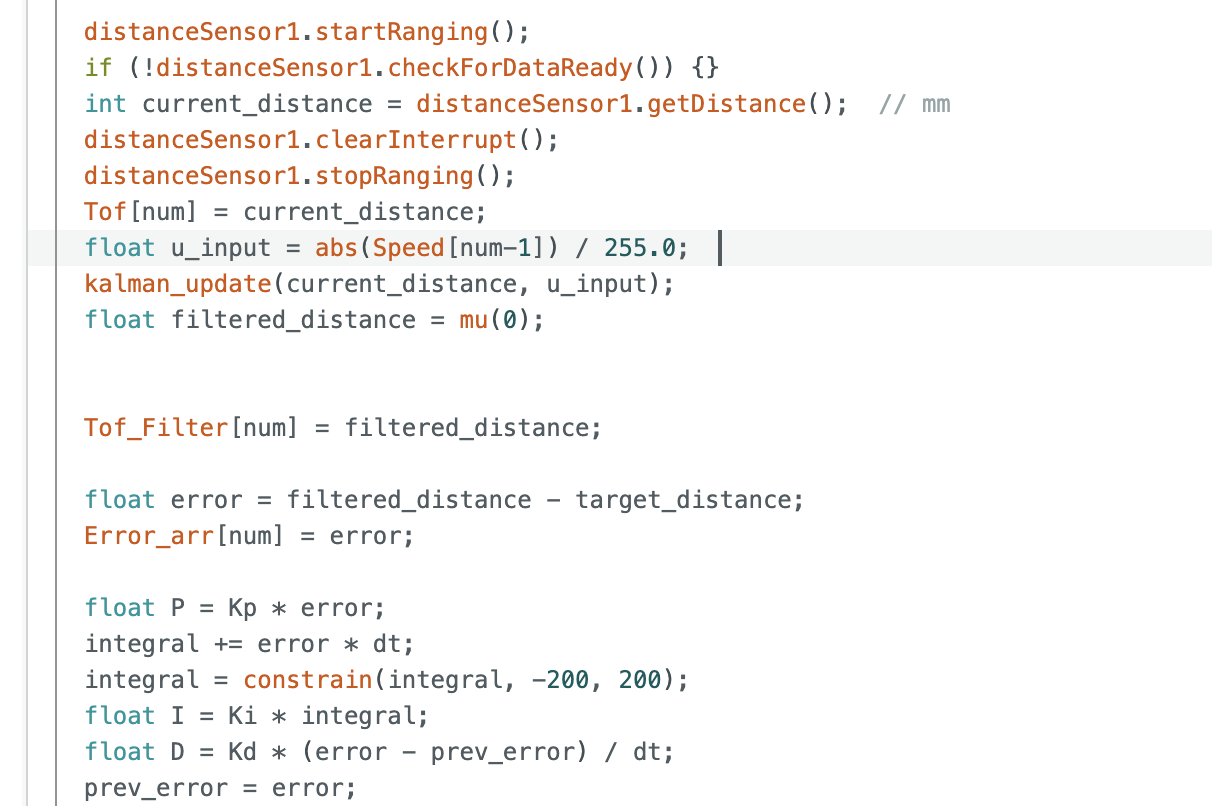 distanceSensor1.startRanging();
if (!distanceSensor1.checkForDataReady()) {}
int current_distance = distanceSensor1.getDistance();  // mm
distanceSensor1.clearInterrupt();
distanceSensor1.stopRanging();
Tof[num] = current_distance;
float u_input = abs(Speed[num-1]) / 255.0;
kalman_update(current_distance, u_input);
float filtered_distance = mu(0);
Tof_Filter[num] = filtered_distance;
float error = filtered_distance - target_distance;
Error_arr[num] = error;
float P = Kp * error;
integral += error * dt;
integral = constrain(integral, -200, 200);
float I = Ki * integral;
float D = Kd * (error - prev_error) / dt;
prev_error = error;